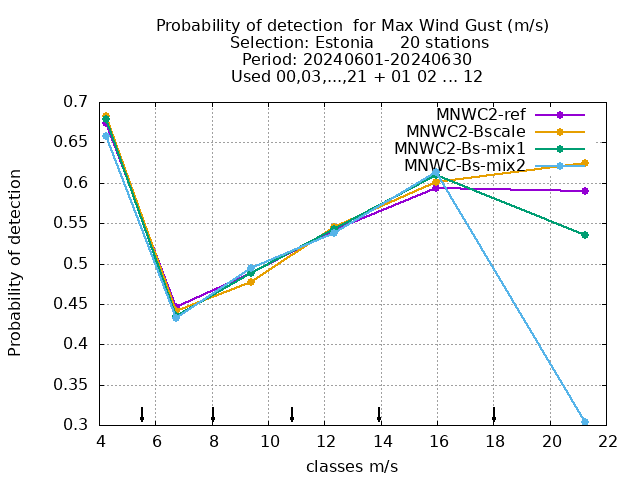 Probability of detection  for Max Wind Gust (m/s)
Selection: Estonia     20 stations
Period: 20240601-20240630
Used 00,03,...,21 + 01 02 ... 12
MNWC2-ref
MNWC2-Bscale
MNWC2-Bs-mix1
MNWC-Bs-mix2
Probability of detection
0.7
0.65
0.6
0.55
0.5
0.45
0.4
0.35
0.3
4 6 8 10 12 14 16 18 20 22
classes m/s